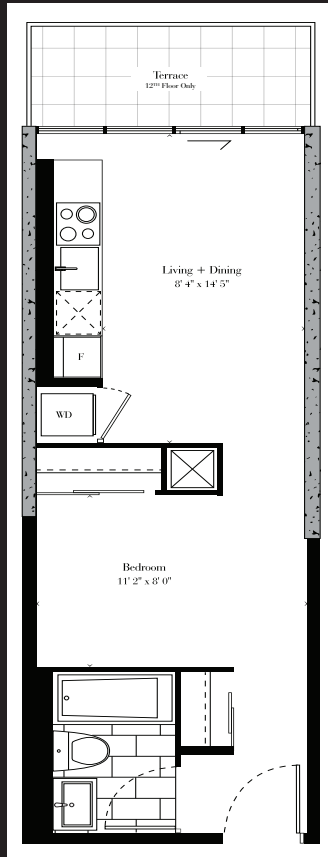 Terrace
12TH Floor Only
Living + Dining
8' 4" x 14' 5"
F
WD
Bedroom
11' 2" x 8' 0"